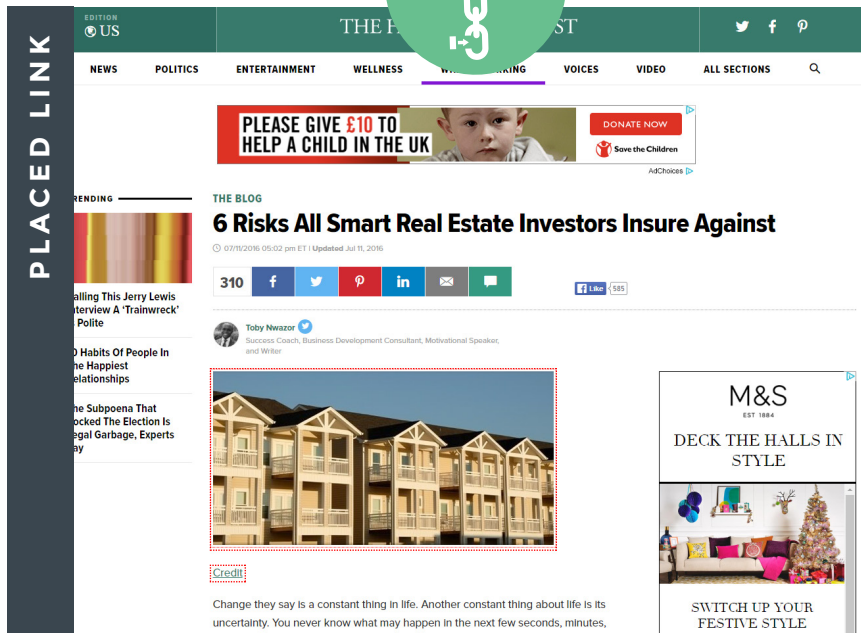 PLACED LINK
EDITION
US
THE
ST
NEWS POLITICS ENTERTAINMENT WELLNESS VOICES VIDEO ALL SECTIONS
PLEASE GIVE £10 TO
HELP A CHILD IN THE UK
DONATE NOW
Save the Children
AdChoices
RENDING
THE BLOG
6 Risks All Smart Real Estate Investors Insure Against
07/11/2016 05:02 pm ET | Updated Jul 11, 2016
310
Like 585
alling This Jerry Lewis
terview A ‘Trainwreck’
Polite
Toby Nwazor
Success Coach, Business Development Consultant, Motivational Speaker,
and Writer
0 Habits Of People In
he Happiest
elationships
he Subpoena That
ocked The Election Is
egal Garbage, Experts
ay
M&S
EST 1884
DECK THE HALLS IN
STYLE
SWITCH UP YOUR
FESTIVE STYLE
Credit
Change they say is a constant thing in life. Another constant thing about life is its
uncertainty. You never know what may happen in the next few seconds, minutes,